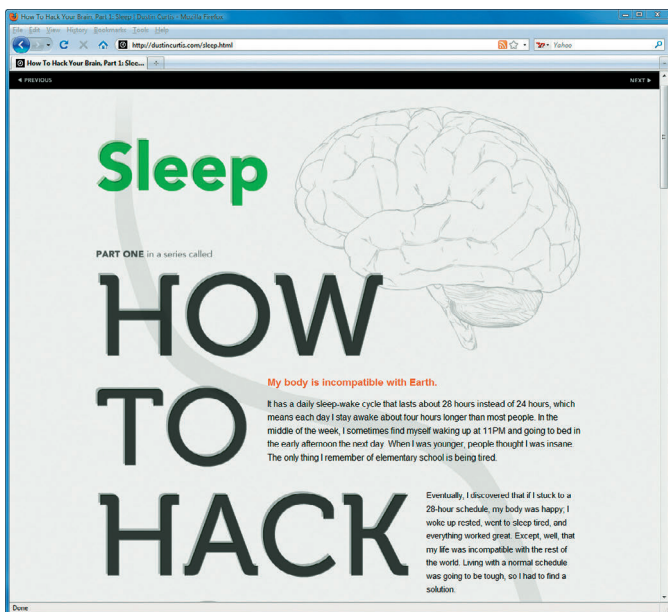 How To Hack Your Brain, Part 1: Sleep | Dustin Curtis - Mozilla Firefox
File Edit View History Bookmarks Tools Help
http://dustincurtis.com/sleep.html
Yahoo
How To Hack Your Brain, Part 1: Slee...
PREVIOUS
NEXT
Sleep
PART ONE in a series called
HOW
TO
HACK
My body is incompatible with Earth.
It has a daily sleep-wake cycle that lasts about 28 hours instead of 24 hours, which
means each day I stay awake about four hours longer than most people. In the
middle of the week, I sometimes find myself waking up at 11PM and going to bed in
the early afternoon the next day. When I was younger, people thought I was insane.
The only thing I remember of elementary school is being tired.
Eventually, I discovered that if I stuck to a
28-hour schedule, my body was happy; I
woke up rested, went to sleep tired, and
everything worked great. Except, well, that
my life was incompatible with the rest of
the world. Living with a normal schedule
was going to be tough, so I had to find a
solution.
Done